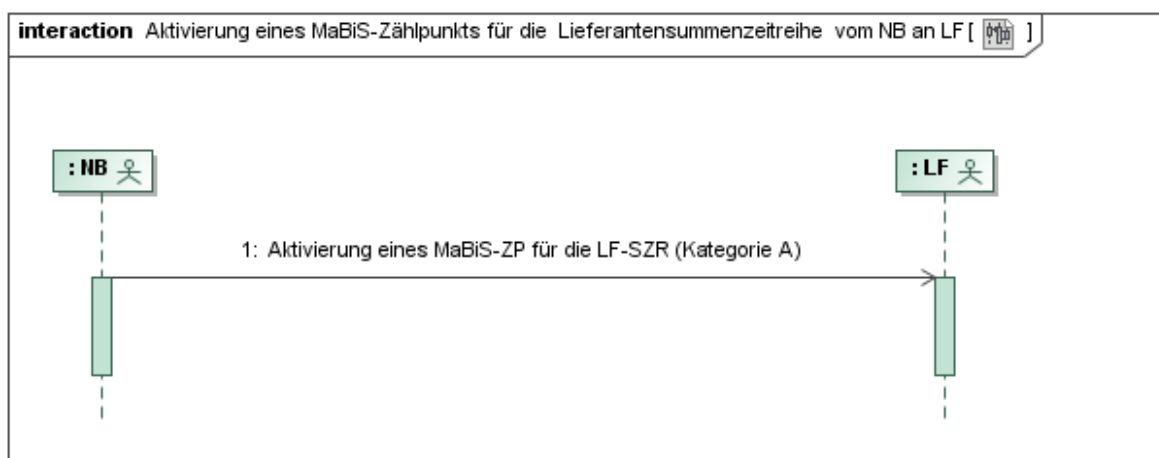 interaction Aktivierung eines MaBiS-Zählpunkts für die Lieferantensummenzeitreihe vom NB an LF [ ]
: NB
: LF
1: Aktivierung eines MaBiS-ZP für die LF-SZR (Kategorie A)